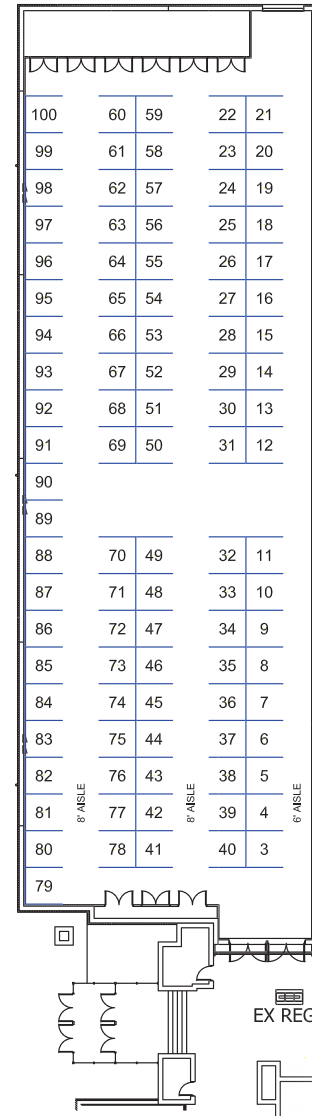 100 60 59 22 21
99 61 58 23 20
98 62 57 24 19
97 63 56 25 18
96 64 55 26 17
95 65 54 27 16
94 66 53 28 15
93 67 52 29 14
92 68 51 30 13
91 69 50 31 12
90
89
88 70 49 32 11
87 71 48 33 10
86 72 47 34 9
85 73 46 35 8
84 74 45 36 7
83 75 44 37 6
82 76 43 38 5
81 77 42 39 4
80 78 41 40 3
79
8' AISLE
8' AISLE
6' AISLE
EX REG